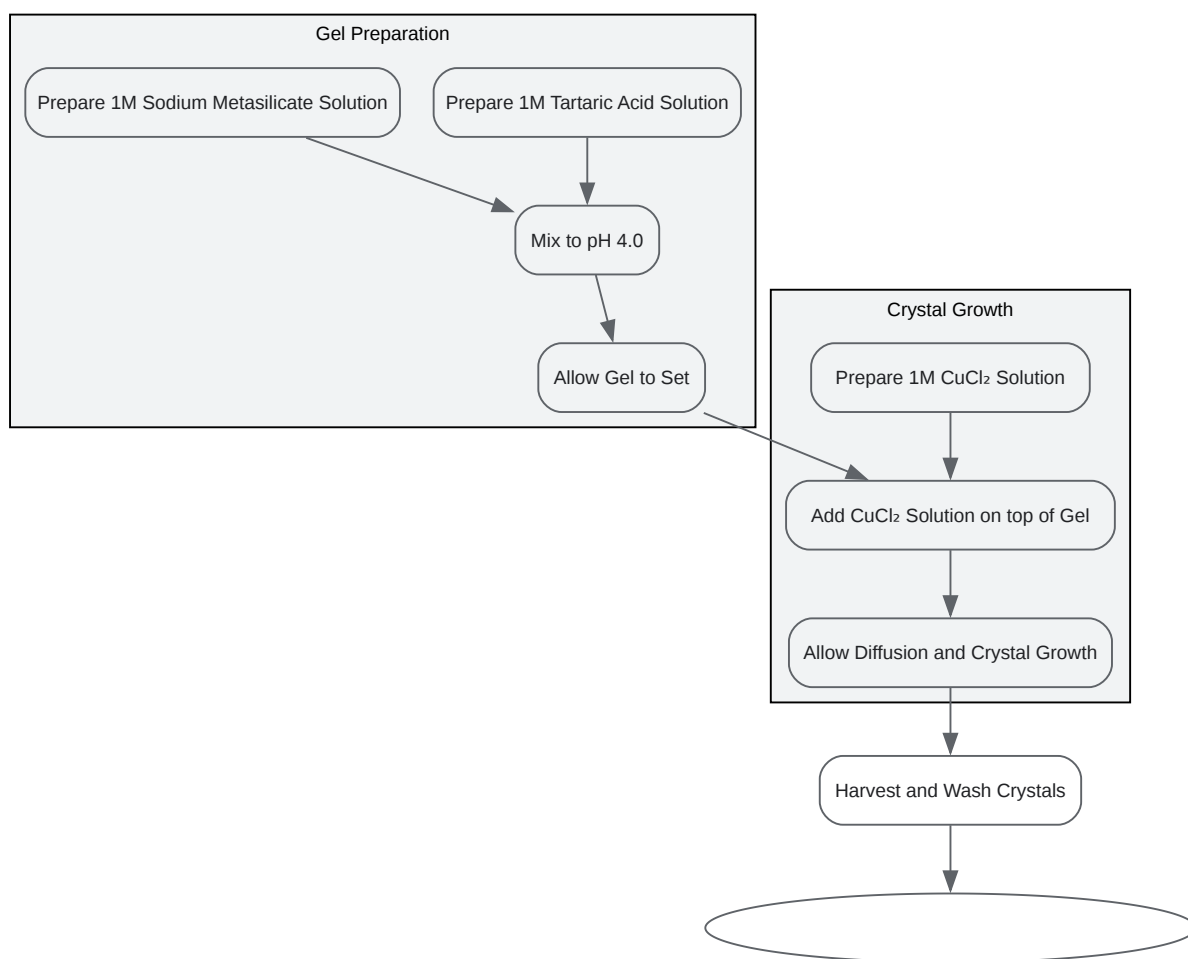 Gel Preparation
Prepare 1M Sodium Metasilicate Solution
Prepare 1M Tartaric Acid Solution
Mix to pH 4.0
Allow Gel to Set
Crystal Growth
Prepare 1M CuCl₂ Solution
Add CuCl₂ Solution on top of Gel
Allow Diffusion and Crystal Growth
Harvest and Wash Crystals